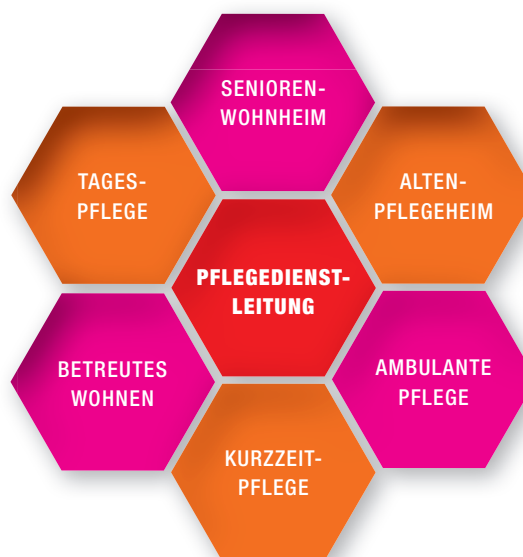 SENIOREN-
WOHNHEIM
TAGES-
PFLEGE
ALTEN-
PFLEGEHEIM
PFLEGEDIENST-
LEITUNG
BETREUTES
WOHNEN
AMBULANTE
PFLEGE
KURZZEIT-
PFLEGE